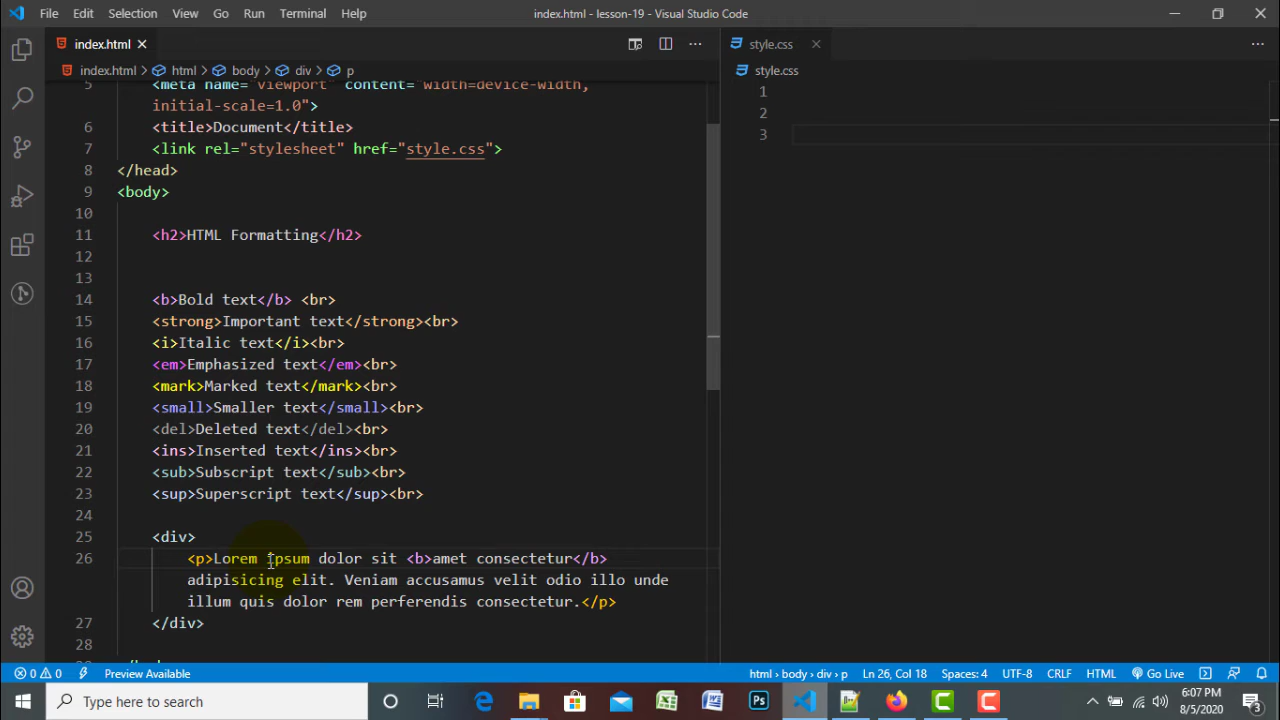 File Edit Selection View Go Run Terminal Help index.html - lesson-19 - Visual Studio Code
index.html
style.css
index.html html body div p
style.css
5 <meta name="viewport" content="width=device-width,
initial-scale=1.0">
6 <title>Document</title>
7 <link rel="stylesheet" href="style.css">
8 </head>
9 <body>
10
11 <h2>HTML Formatting</h2>
12
13
14 <b>Bold text</b> <br>
15 <strong>Important text</strong><br>
16 <i>Italic text</i><br>
17 <em>Emphasized text</em><br>
18 <mark>Marked text</mark><br>
19 <small>Smaller text</small><br>
20 <del>Deleted text</del><br>
21 <ins>Inserted text</ins><br>
22 <sub>Subscript text</sub><br>
23 <sup>Superscript text</sup><br>
24
25 <div>
26 <p>Lorem ipsum dolor sit <b>amet consectetur</b>
adipisicing elit. Veniam accusamus velit odio illo unde
illum quis dolor rem perferendis consectetur.</p>
27 </div>
28
1
2
3
0 0 Preview Available html › body › div › p Ln 26, Col 18 Spaces: 4 UTF-8 CRLF HTML Go Live
Type here to search
6:07 PM
8/5/2020
3